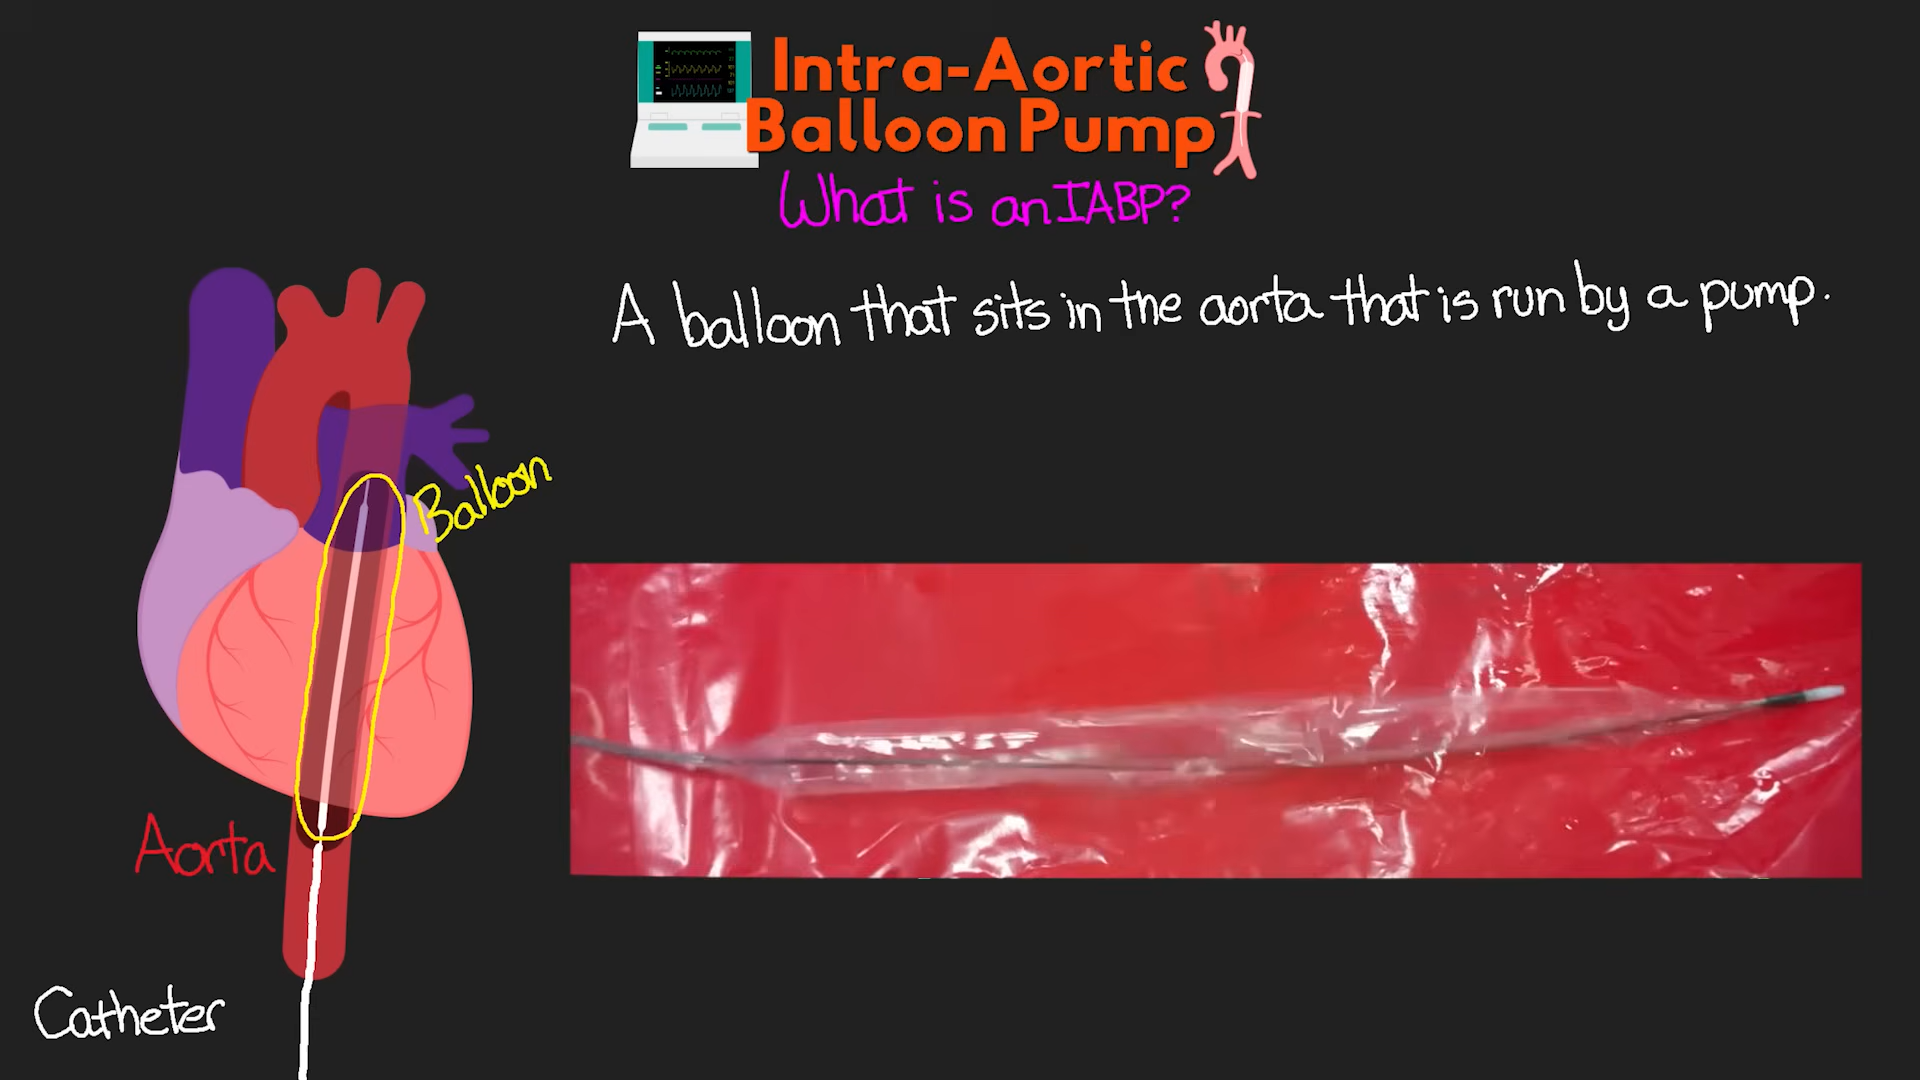 Intra-Aortic
Balloon Pump
What is an IABP?
A balloon that sits in the aorta that is run by a pump.
Balloon
Aorta
Catheter